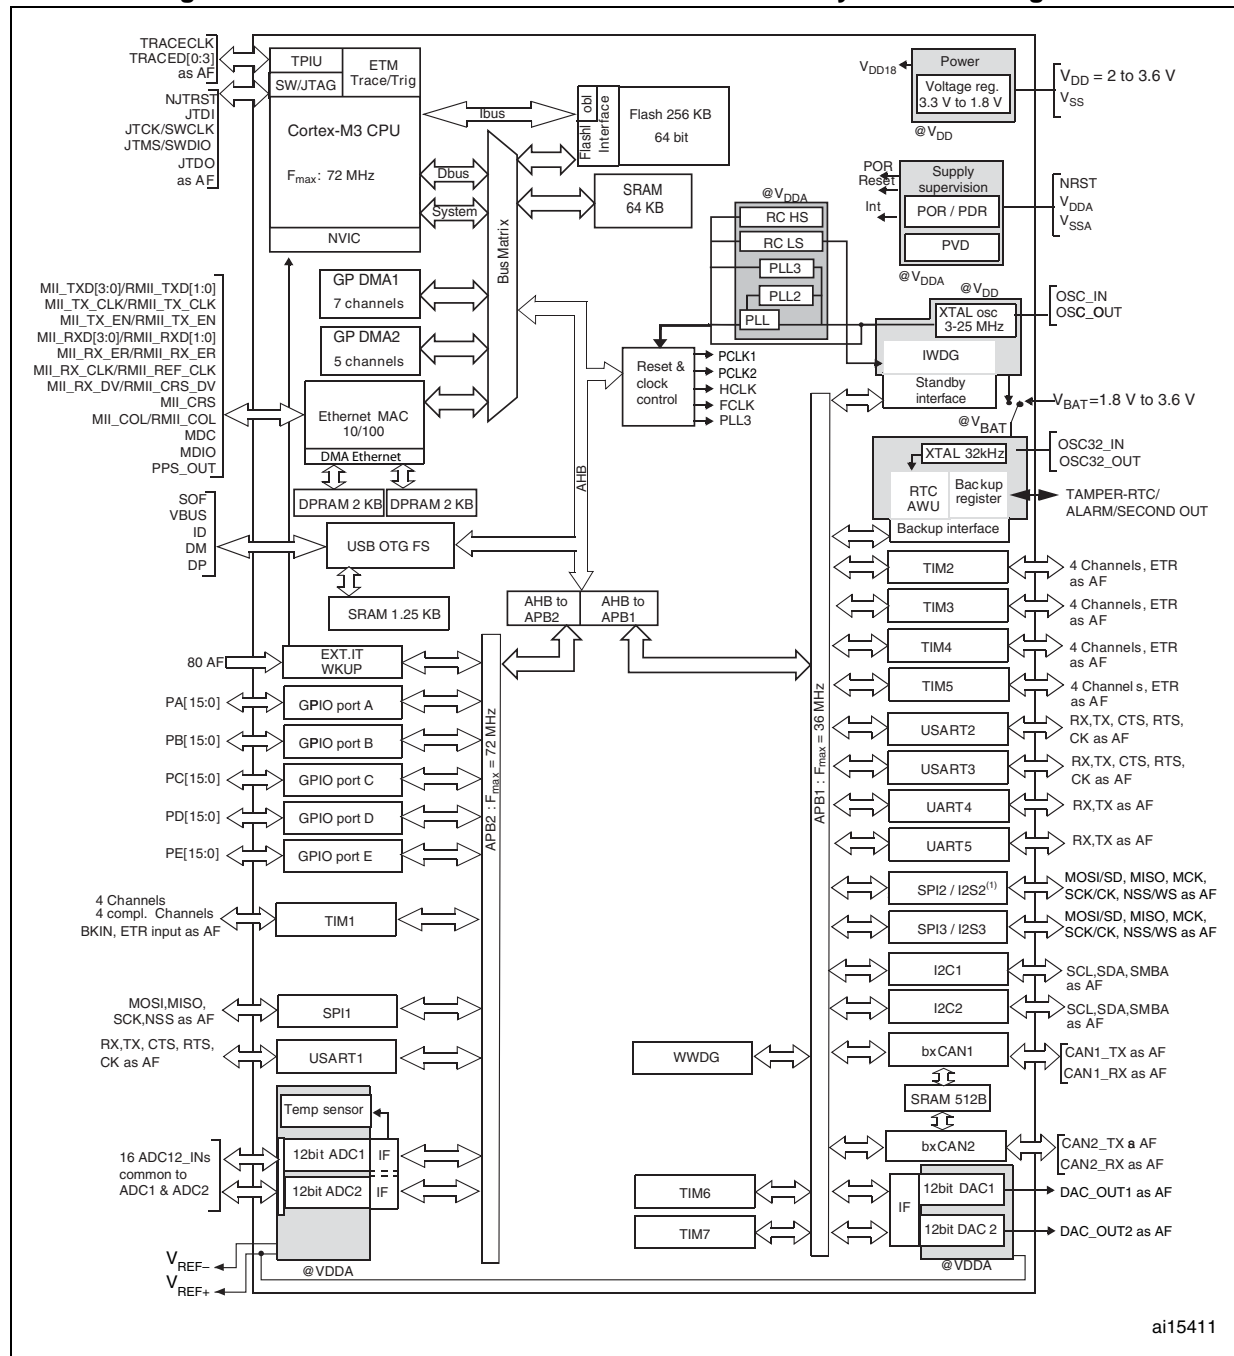 TRACECLK
TRACED[0:3]
as AF
NJTRST
JTDI
JTCK/SWCLK
JTMS/SWDIO
JTDO
as AF
TPIU
SW/JTAG
ETM
Trace/Trig
Cortex-M3 CPU
Fmax: 72 MHz
NVIC
Ibus
Dbus
System
Bus Matrix
Flashl obl
Interface
Flash 256 KB
64 bit
SRAM
64 KB
VDD18
Power
Voltage reg.
3.3 V to 1.8 V
@VDD
VDD = 2 to 3.6 V
VSS
POR
Reset
Int
Supply
supervision
POR / PDR
PVD
@VDDA
NRST
VDDA
VSSA
@VDDA
RC HS
RC LS
PLL3
PLL2
PLL
@VDD
XTAL osc
3-25 MHz
IWDG
Standby
interface
OSC_IN
OSC_OUT
VBAT=1.8 V to 3.6 V
@VBAT
GP DMA1
7 channels
GP DMA2
5 channels
Reset &
clock
control
PCLK1
PCLK2
HCLK
FCLK
PLL3
MII_TXD[3:0]/RMII_TXD[1:0]
MII_TX_CLK/RMII_TX_CLK
MII_TX_EN/RMII_TX_EN
MII_RXD[3:0]/RMII_RXD[1:0]
MII_RX_ER/RMII_RX_ER
MII_RX_CLK/RMII_REF_CLK
MII_RX_DV/RMII_CRS_DV
MII_CRS
MII_COL/RMII_COL
MDC
MDIO
PPS_OUT
Ethernet MAC
10/100
DMA Ethernet
DPRAM 2 KB
DPRAM 2 KB
AHB
XTAL 32kHz
RTC
AWU
Backup
register
Backup interface
OSC32_IN
OSC32_OUT
TAMPER-RTC/
ALARM/SECOND OUT
SOF
VBUS
ID
DM
DP
USB OTG FS
SRAM 1.25 KB
AHB to
APB2
AHB to
APB1
80 AF
EXT.IT
WKUP
PA[15:0]
GPIO port A
PB[15:0]
GPIO port B
PC[15:0]
GPIO port C
PD[15:0]
GPIO port D
PE[15:0]
GPIO port E
APB2 : Fmax = 72 MHz
APB1 : Fmax = 36 MHz
4 Channels
4 compl. Channels
BKIN, ETR input as AF
TIM1
MOSI,MISO,
SCK,NSS as AF
SPI1
RX,TX, CTS, RTS,
CK as AF
USART1
Temp sensor
16 ADC12_INs
common to
ADC1 & ADC2
12bit ADC1
IF
12bit ADC2
IF
VREF–
VREF+
@VDDA
TIM2
4 Channels, ETR
as AF
TIM3
4 Channels, ETR
as AF
TIM4
4 Channels, ETR
as AF
TIM5
4 Channels, ETR
as AF
USART2
RX,TX, CTS, RTS,
CK as AF
USART3
RX,TX, CTS, RTS,
CK as AF
UART4
RX,TX as AF
UART5
RX,TX as AF
SPI2 / I2S2(1)
MOSI/SD, MISO, MCK,
SCK/CK, NSS/WS as AF
SPI3 / I2S3
MOSI/SD, MISO, MCK,
SCK/CK, NSS/WS as AF
I2C1
SCL,SDA,SMBA
as AF
I2C2
SCL,SDA,SMBA
as AF
WWDG
bxCAN1
CAN1_TX as AF
CAN1_RX as AF
SRAM 512B
bxCAN2
CAN2_TX a AF
CAN2_RX as AF
TIM6
TIM7
IF
12bit DAC1
DAC_OUT1 as AF
12bit DAC 2
DAC_OUT2 as AF
@VDDA
ai15411